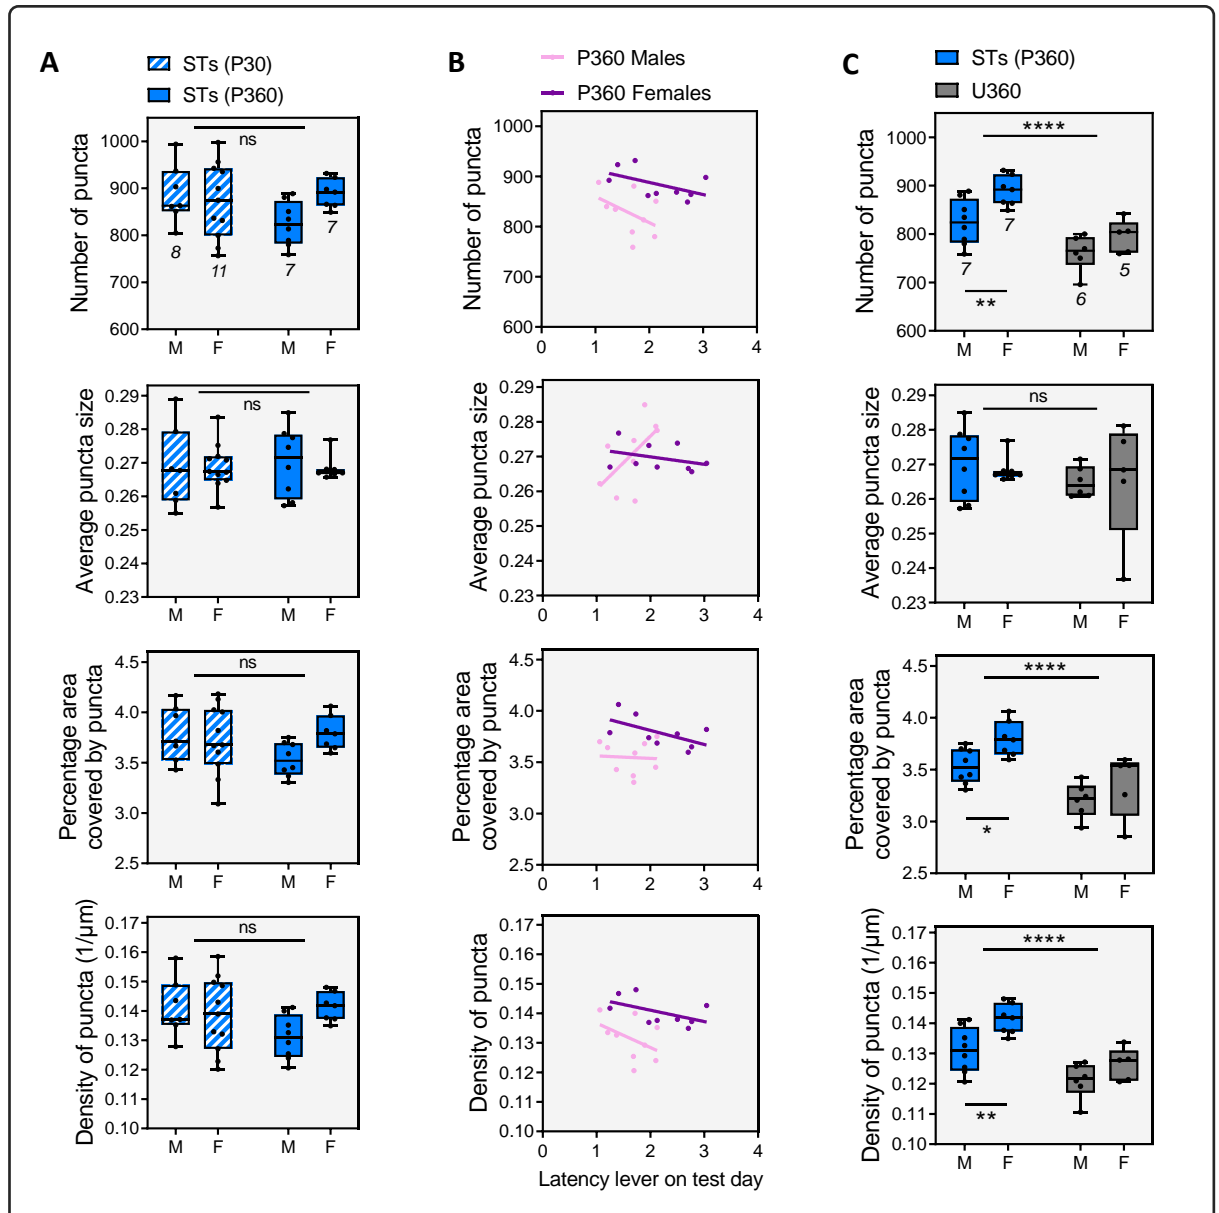 A
STs (P30)
STs (P360)
B
P360 Males
P360 Females
C
STs (P360)
U360
Number of puncta
1000
900
800
700
600
ns
8
11
7
7
M
F
M
F
Number of puncta
1000
900
800
700
600
0
1
2
3
4
Number of puncta
1000
900
800
700
600
****
7
7
**
6
5
M
F
M
F
Average puncta size
0.29
0.28
0.27
0.26
0.25
0.24
0.23
ns
M
F
M
F
Average puncta size
0.29
0.28
0.27
0.26
0.25
0.24
0.23
0
1
2
3
4
Average puncta size
0.29
0.28
0.27
0.26
0.25
0.24
0.23
ns
M
F
M
F
Percentage area
covered by puncta
4.5
4.0
3.5
3.0
2.5
ns
M
F
M
F
Percentage area
covered by puncta
4.5
4.0
3.5
3.0
2.5
0
1
2
3
4
Percentage area
covered by puncta
4.5
4.0
3.5
3.0
2.5
****
*
M
F
M
F
Density of puncta (1/µm)
0.17
0.16
0.15
0.14
0.13
0.12
0.11
0.10
ns
M
F
M
F
Density of puncta
0.17
0.16
0.15
0.14
0.13
0.12
0.11
0.10
0
1
2
3
4
Latency lever on test day
Density of puncta (1/µm)
0.17
0.16
0.15
0.14
0.13
0.12
0.11
0.10
****
**
M
F
M
F